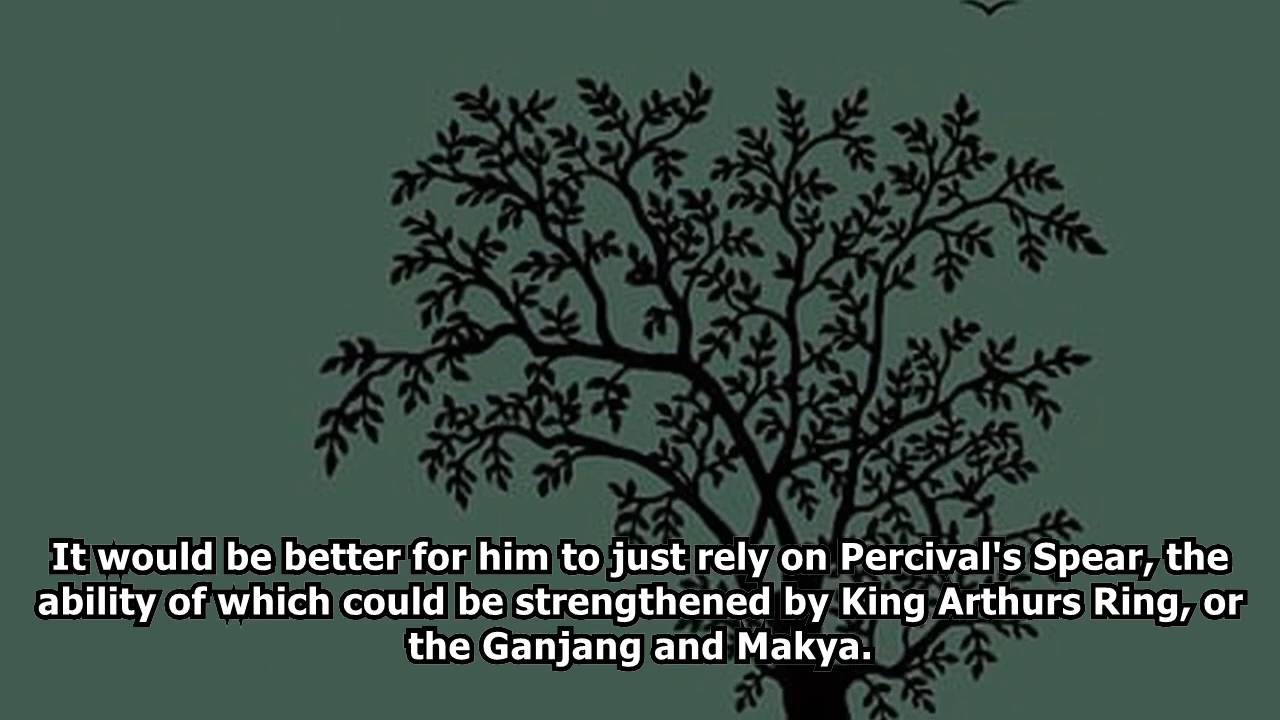 It would be better for him to just rely on Percival's Spear, the
ability of which could be strengthened by King Arthurs Ring, or
the Ganjang and Makya.